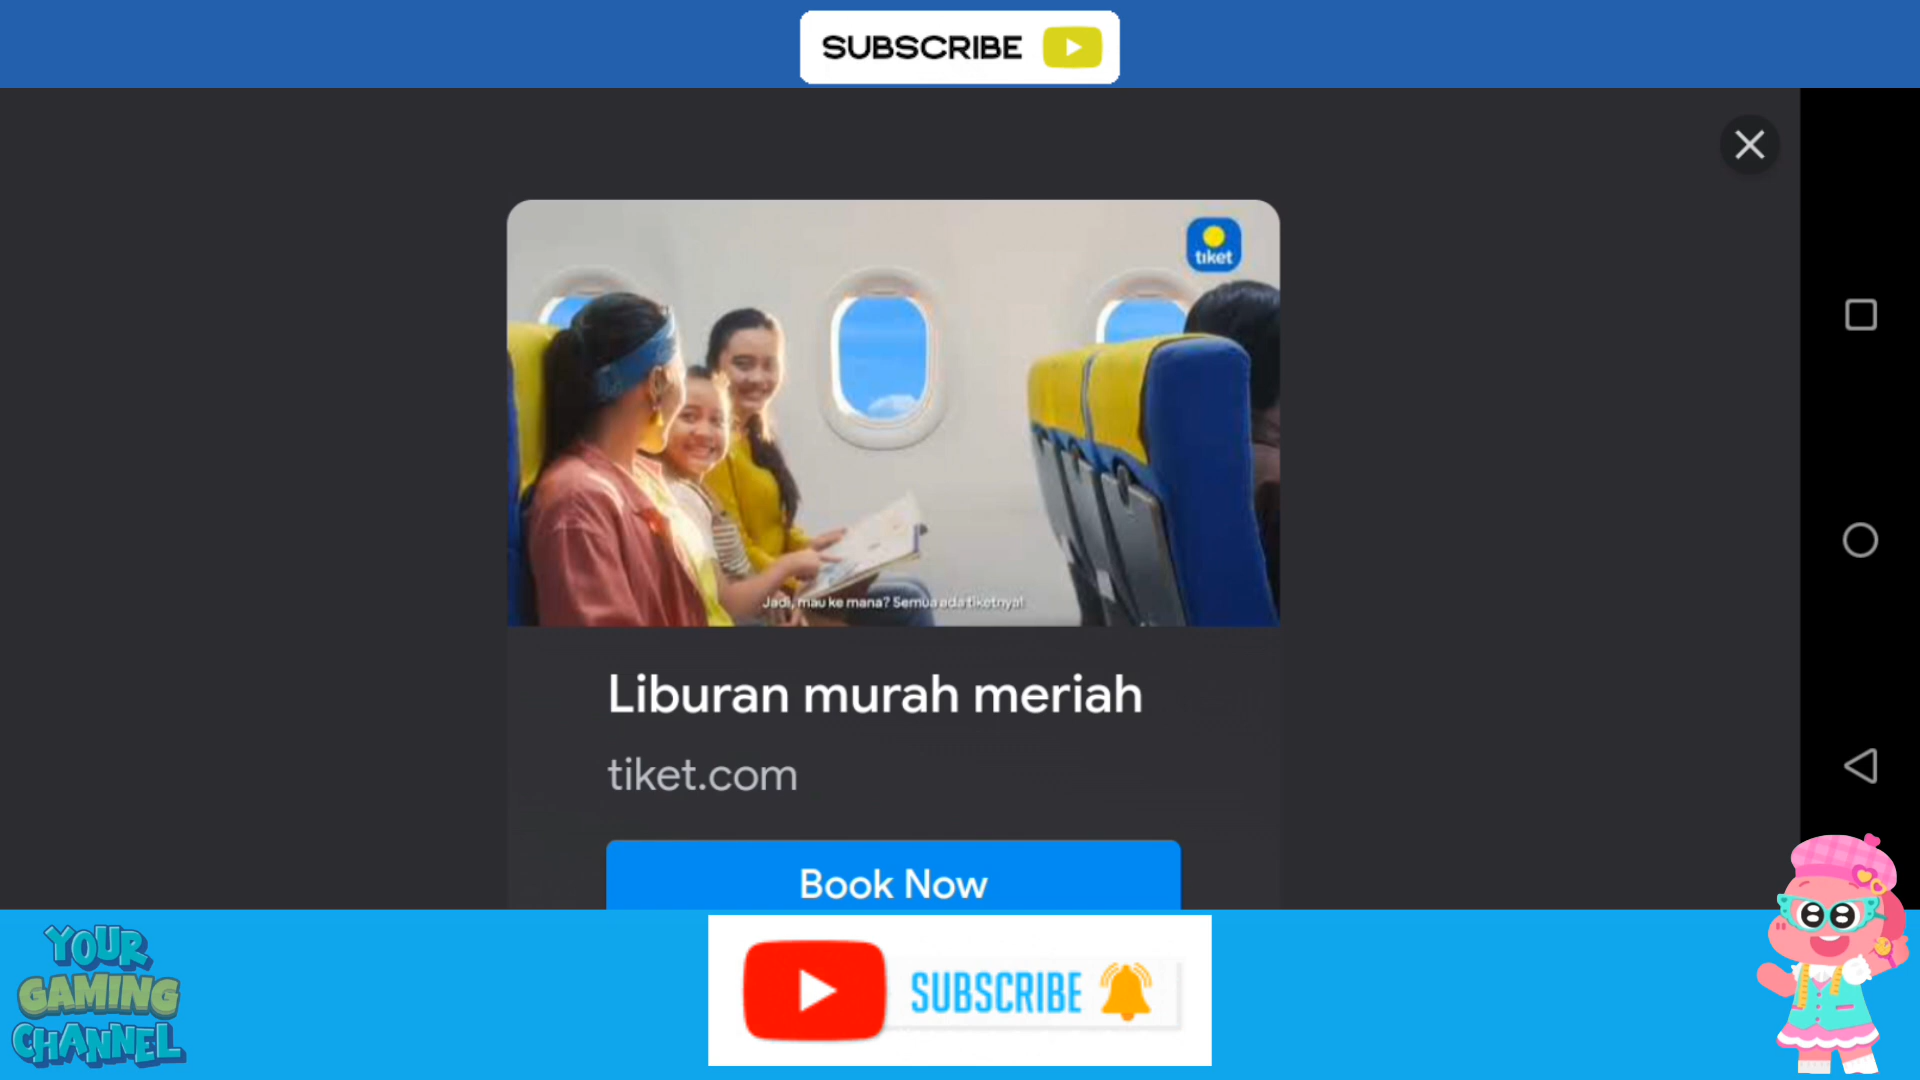 SUBSCRIBE
tiket
Jadi, mau ke mana? Semua ada tiketnya!
Liburan murah meriah
tiket.com
Book Now
YOUR
GAMING
CHANNEL
SUBSCRIBE